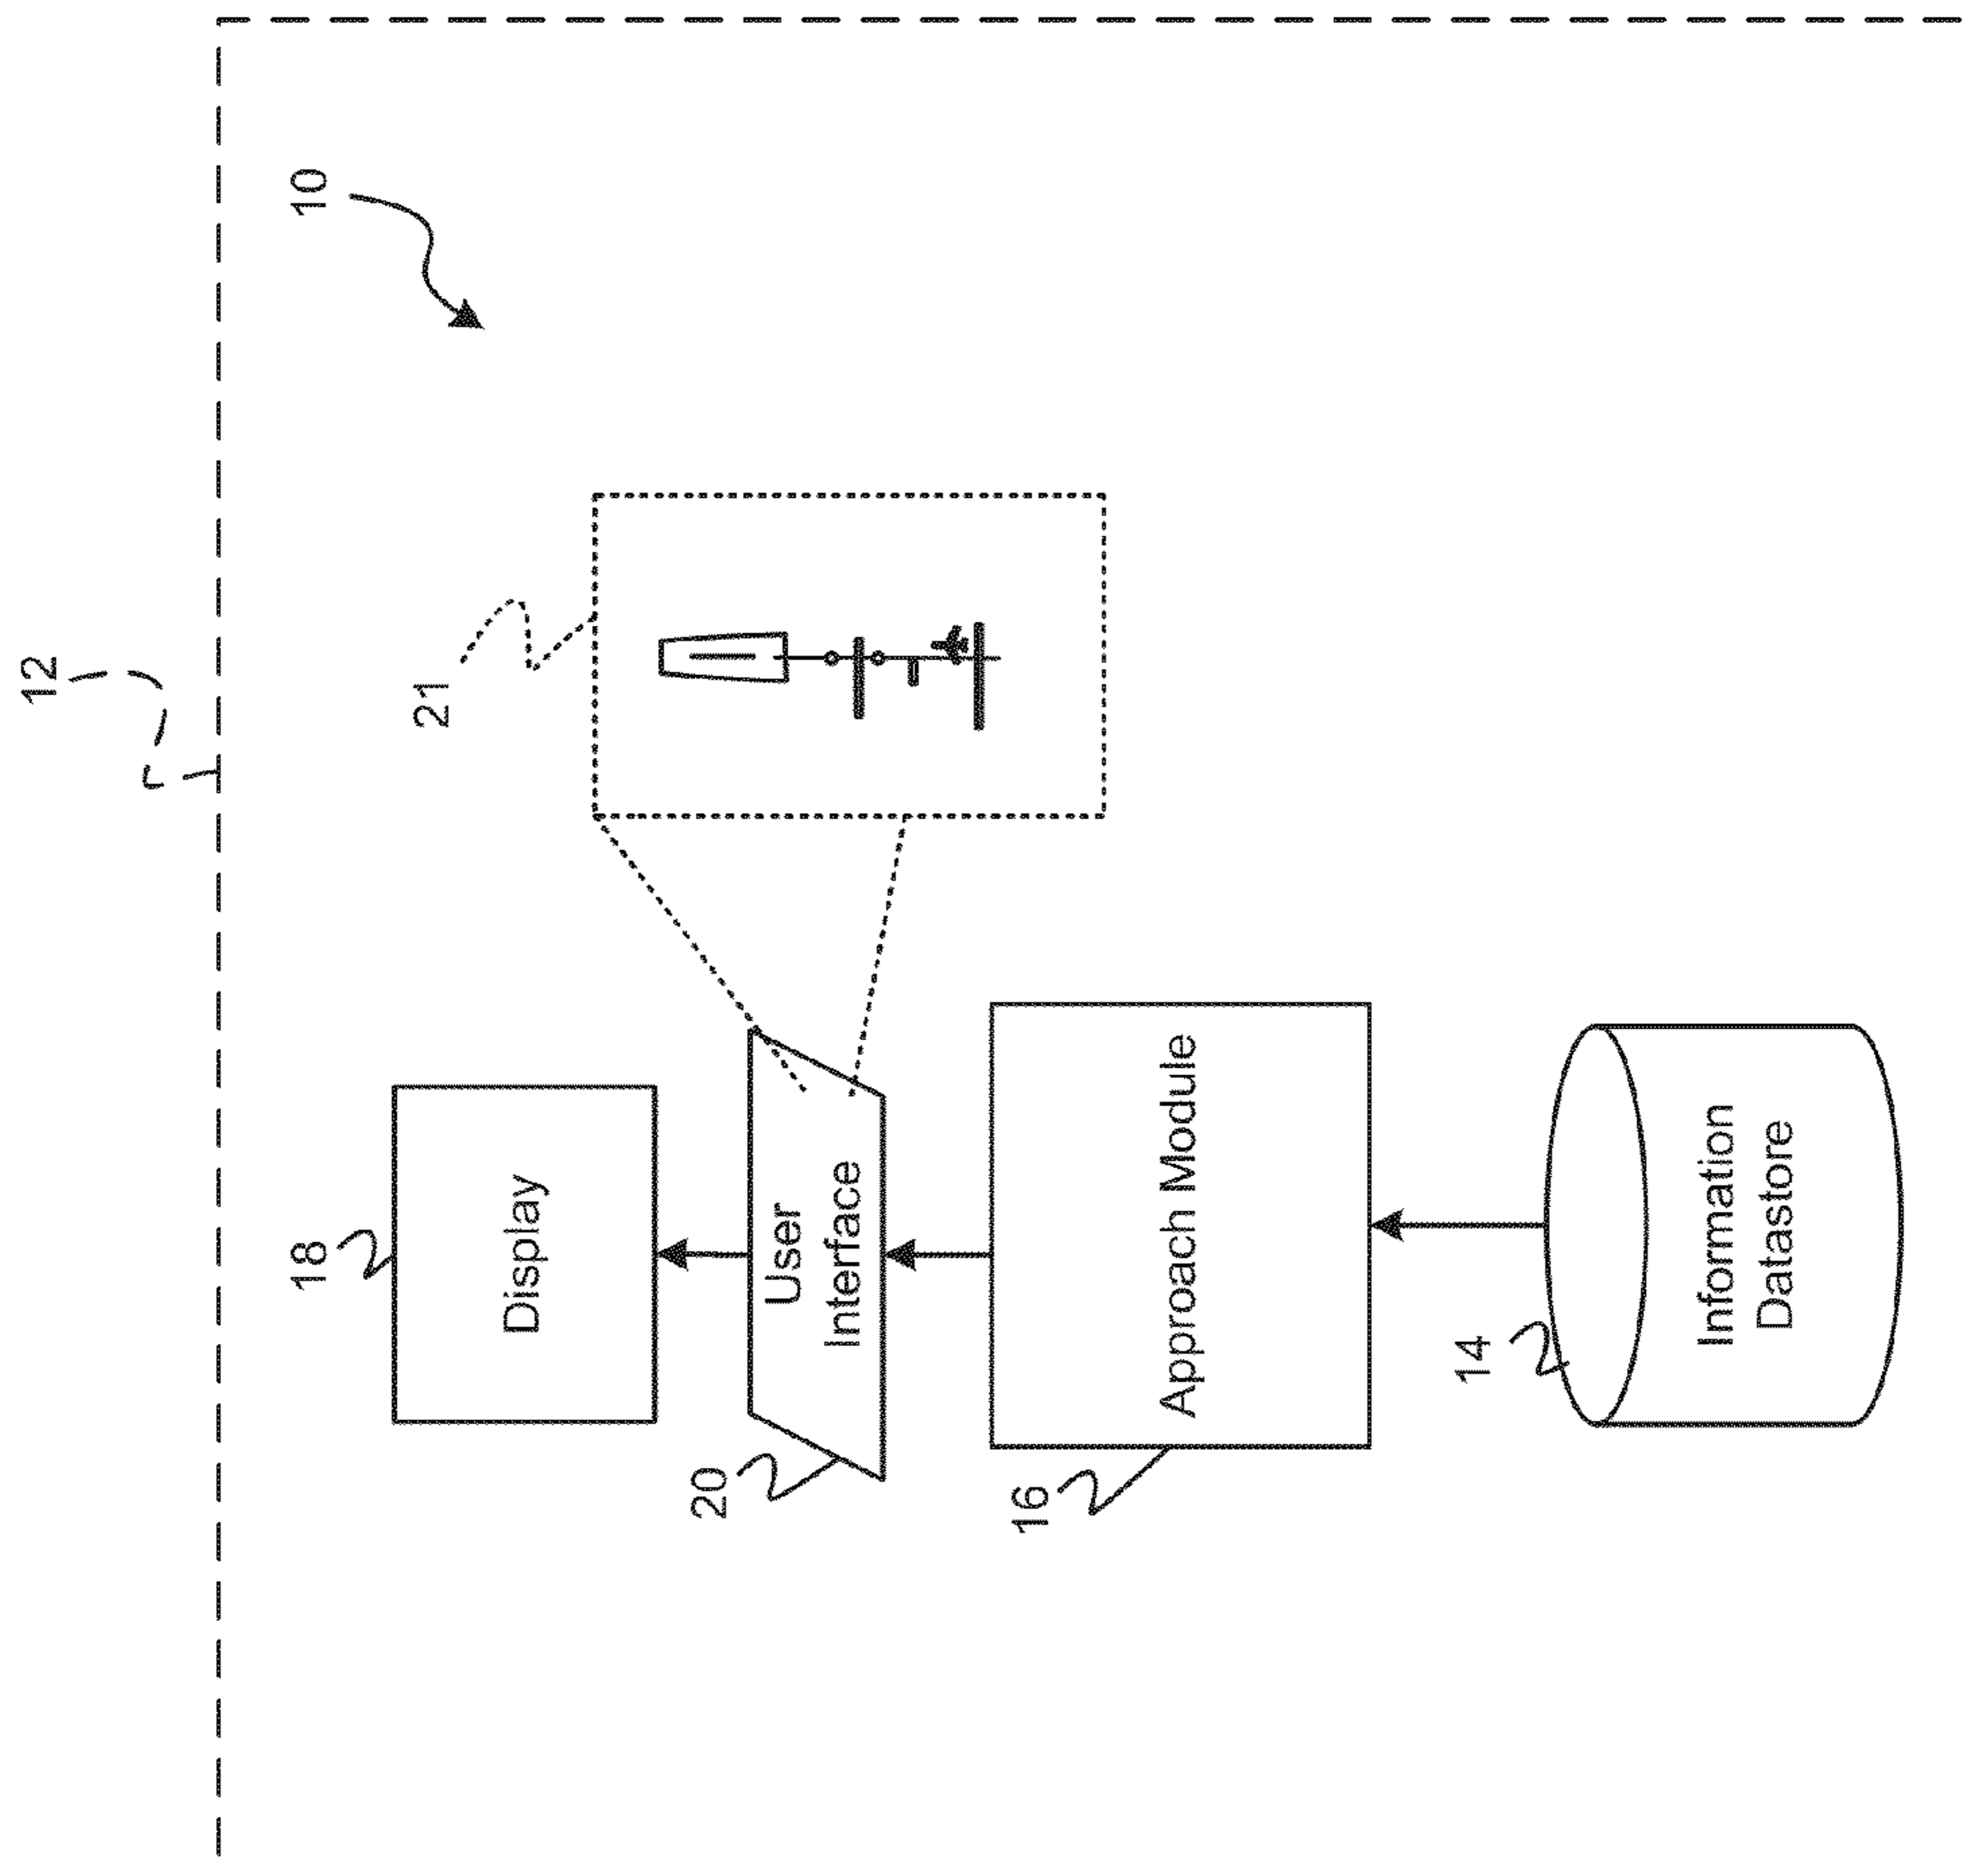 12
10
21
18
Display
20
User
Interface
16
Approach Module
14
Information
Datastore